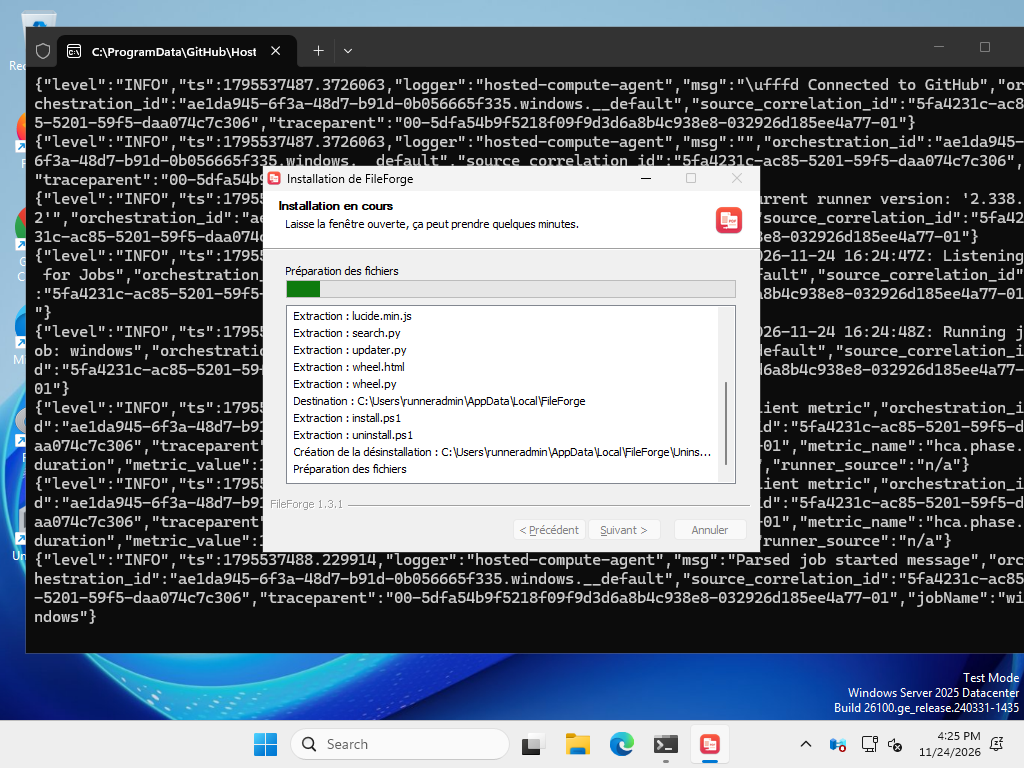 C:\ProgramData\GitHub\Host
{"level":"INFO","ts":1795537487.3726063,"logger":"hosted-compute-agent","msg":"\ufffd Connected to GitHub","or
chestration_id":"ae1da945-6f3a-48d7-b91d-0b056665f335.windows.__default","source_correlation_id":"5fa4231c-ac8
5-5201-59f5-daa074c7c306","traceparent":"00-5dfa54b9f5218f09f9d3d6a8b4c938e8-032926d185ee4a77-01"}
{"level":"INFO","ts":1795537487.3726063,"logger":"hosted-compute-agent","msg":"","orchestration_id":"ae1da945-
6f3a-48d7-b91d-0b056665f335.windows.__default","source_correlation_id":"5fa4231c-ac85-5201-59f5-daa074c7c306",
"traceparent":"00-5dfa54b9
{"level":"INFO","ts":1795 urrent runner version: '2.338.
2'","orchestration_id":"ae "source_correlation_id":"5fa42
31c-ac85-5201-59f5-daa074c e8-032926d185ee4a77-01"}
{"level":"INFO","ts":1795 26-11-24 16:24:47Z: Listening
for Jobs","orchestration_ fault","source_correlation_id"
:"5fa4231c-ac85-5201-59f5- a8b4c938e8-032926d185ee4a77-01
"}
{"level":"INFO","ts":1795 26-11-24 16:24:48Z: Running j
ob: windows","orchestratio efault","source_correlation_i
d":"5fa4231c-ac85-5201-59f 6a8b4c938e8-032926d185ee4a77-
01"}
{"level":"INFO","ts":1795 ient metric","orchestration_i
d":"ae1da945-6f3a-48d7-b91 d":"5fa4231c-ac85-5201-59f5-d
aa074c7c306","traceparent" -01","metric_name":"hca.phase.
duration","metric_value":1 ,"runner_source":"n/a"}
{"level":"INFO","ts":1795 ient metric","orchestration_i
d":"ae1da945-6f3a-48d7-b91 d":"5fa4231c-ac85-5201-59f5-d
aa074c7c306","traceparent" -01","metric_name":"hca.phase.
duration","metric_value":1 "runner_source":"n/a"}
{"level":"INFO","ts":1795537488.229914,"logger":"hosted-compute-agent","msg":"Parsed job started message","orc
hestration_id":"ae1da945-6f3a-48d7-b91d-0b056665f335.windows.__default","source_correlation_id":"5fa4231c-ac85
-5201-59f5-daa074c7c306","traceparent":"00-5dfa54b9f5218f09f9d3d6a8b4c938e8-032926d185ee4a77-01","jobName":"wi
ndows"}
Installation de FileForge
Installation en cours
Laisse la fenêtre ouverte, ça peut prendre quelques minutes.
Préparation des fichiers
Extraction : lucide.min.js
Extraction : search.py
Extraction : updater.py
Extraction : wheel.html
Extraction : wheel.py
Destination : C:\Users\runneradmin\AppData\Local\FileForge
Extraction : install.ps1
Extraction : uninstall.ps1
Création de la désinstallation : C:\Users\runneradmin\AppData\Local\FileForge\Unins...
Préparation des fichiers
FileForge 1.3.1
< Précédent
Suivant >
Annuler
Test Mode
Windows Server 2025 Datacenter
Build 26100.ge_release.240331-1435
Search
4:25 PM
11/24/2026